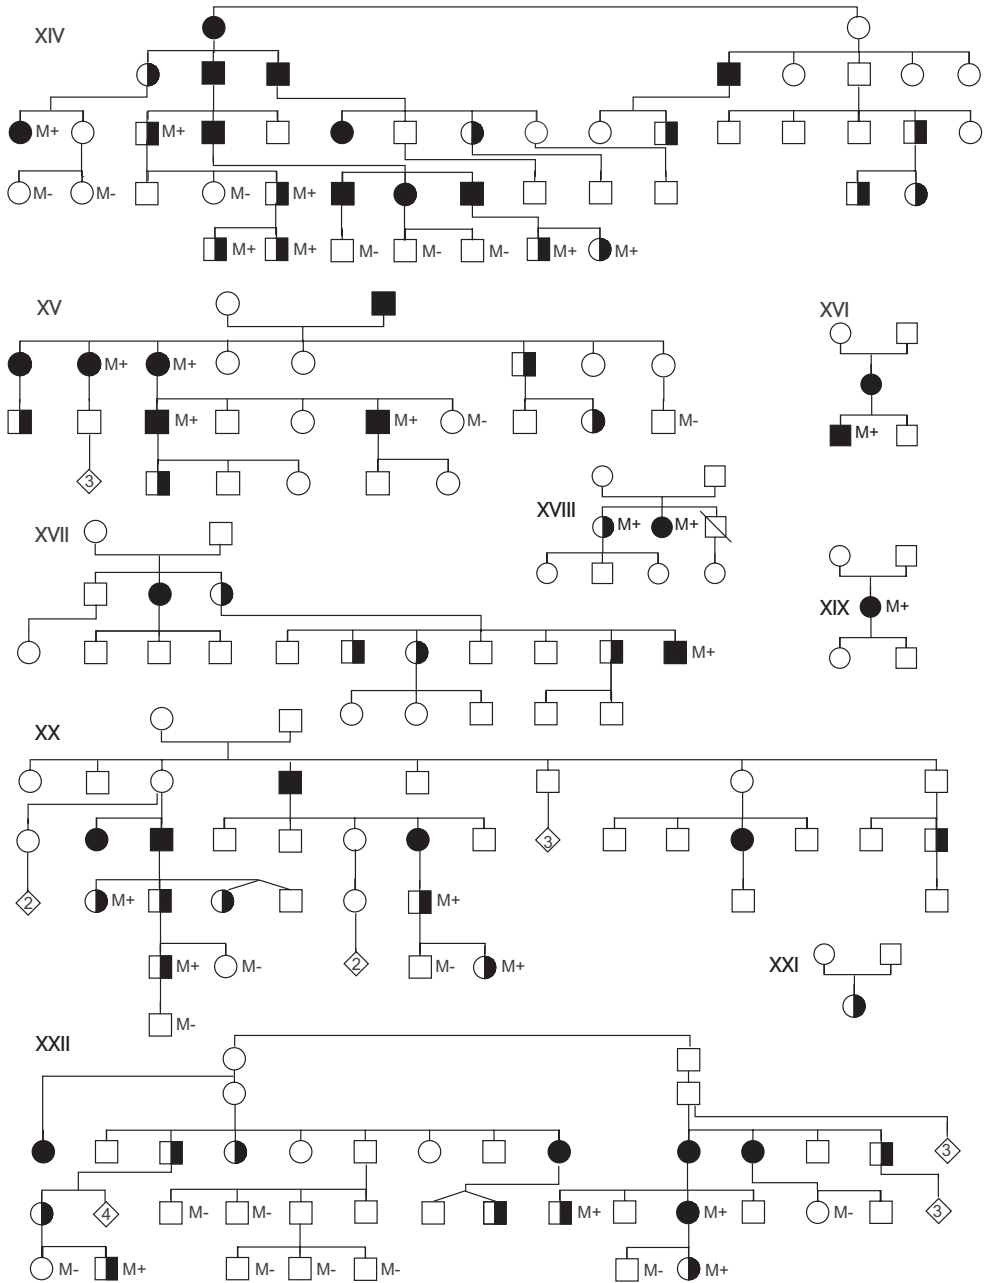 XIV
M+ M+
M- M- M- M+
M+ M+ M- M- M- M+ M+
XV
XVI
M+ M+
M+ M+ M- M-
M+
3
XVIII
XVII
M+ M+
XIX M+
M+
XX
3
2
M+ M+
M+ M- 2 M- M+
XXI
M-
XXII
3
4 M- M- M+ M+ M- 3
M- M+ M- M- M- M- M+